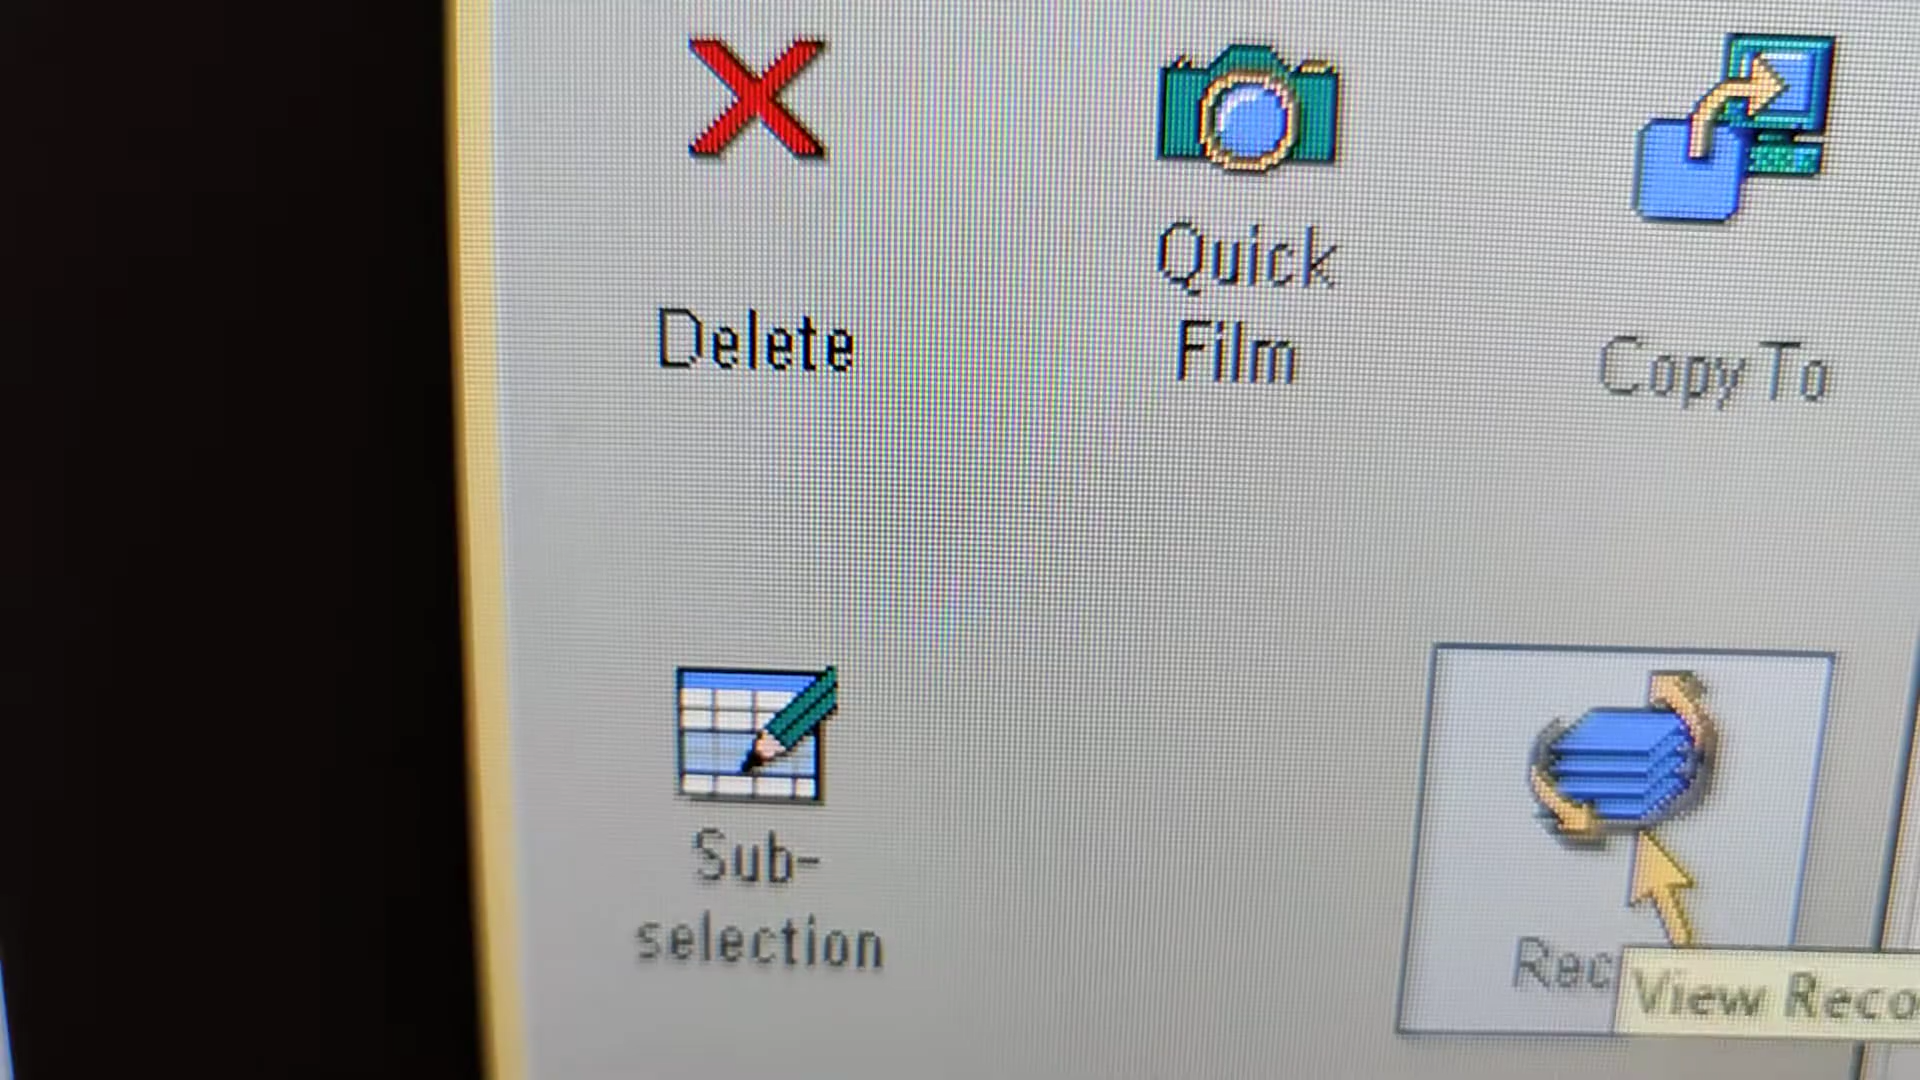 Delete
Quick
Film
Copy To
Sub-
selection
Rec
View Reco